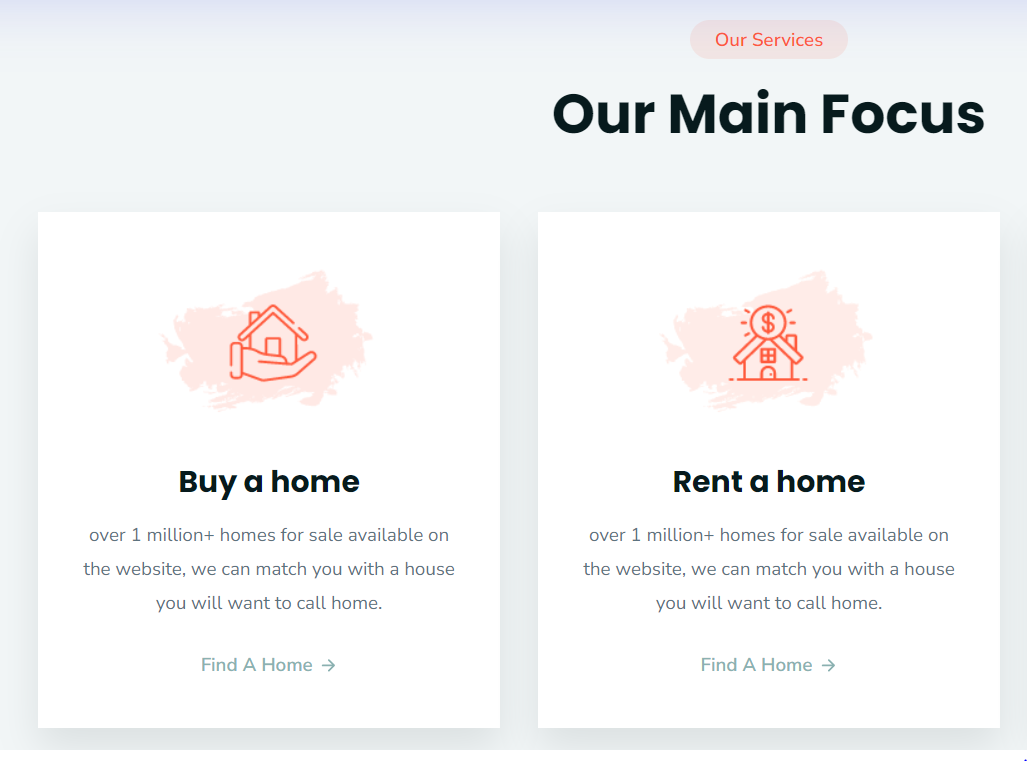 Our Services
Our Main Focus
Buy a home
over 1 million+ homes for sale available on
the website, we can match you with a house
you will want to call home.
Find A Home →
Rent a home
over 1 million+ homes for sale available on
the website, we can match you with a house
you will want to call home.
Find A Home →